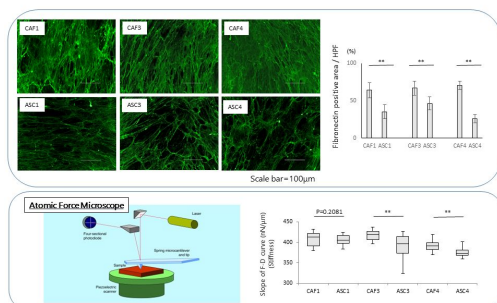 CAF1
CAF3
CAF4
ASC1
ASC3
ASC4
Scale bar=100μm
(%)
Fibronectin positive area / HPF
100
50
0
**
**
**
CAF1 ASC1
CAF3 ASC3
CAF4 ASC4
Atomic Force Microscope
Four-sectional
photodiode
Laser
Spring microcantilever
and tip
Sample
Piezoelectric
scanner
Slope of F-D curve (nN/μm)
(Stiffness)
450
400
350
300
P=0.2081
**
**
CAF1
ASC1
CAF3
ASC3
CAF4
ASC4